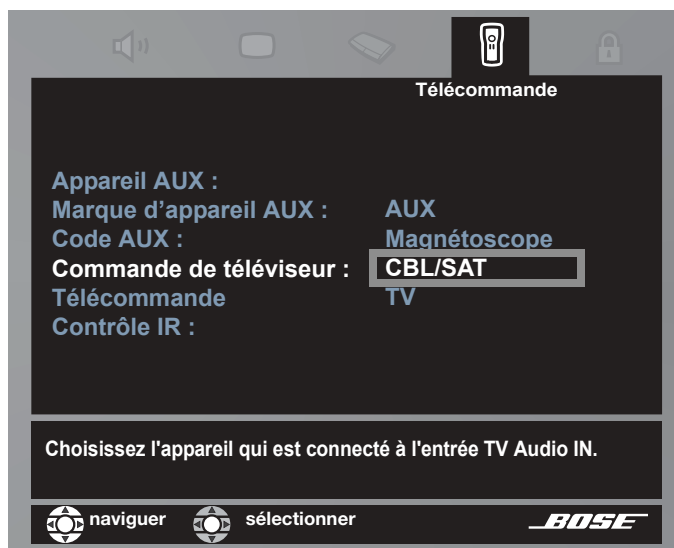 Télécommande
Appareil AUX :
Marque d’appareil AUX : AUX
Code AUX : Magnétoscope
Commande de téléviseur : CBL/SAT
Télécommande TV
Contrôle IR :
Choisissez l'appareil qui est connecté à l'entrée TV Audio IN.
naviguer sélectionner BOSE